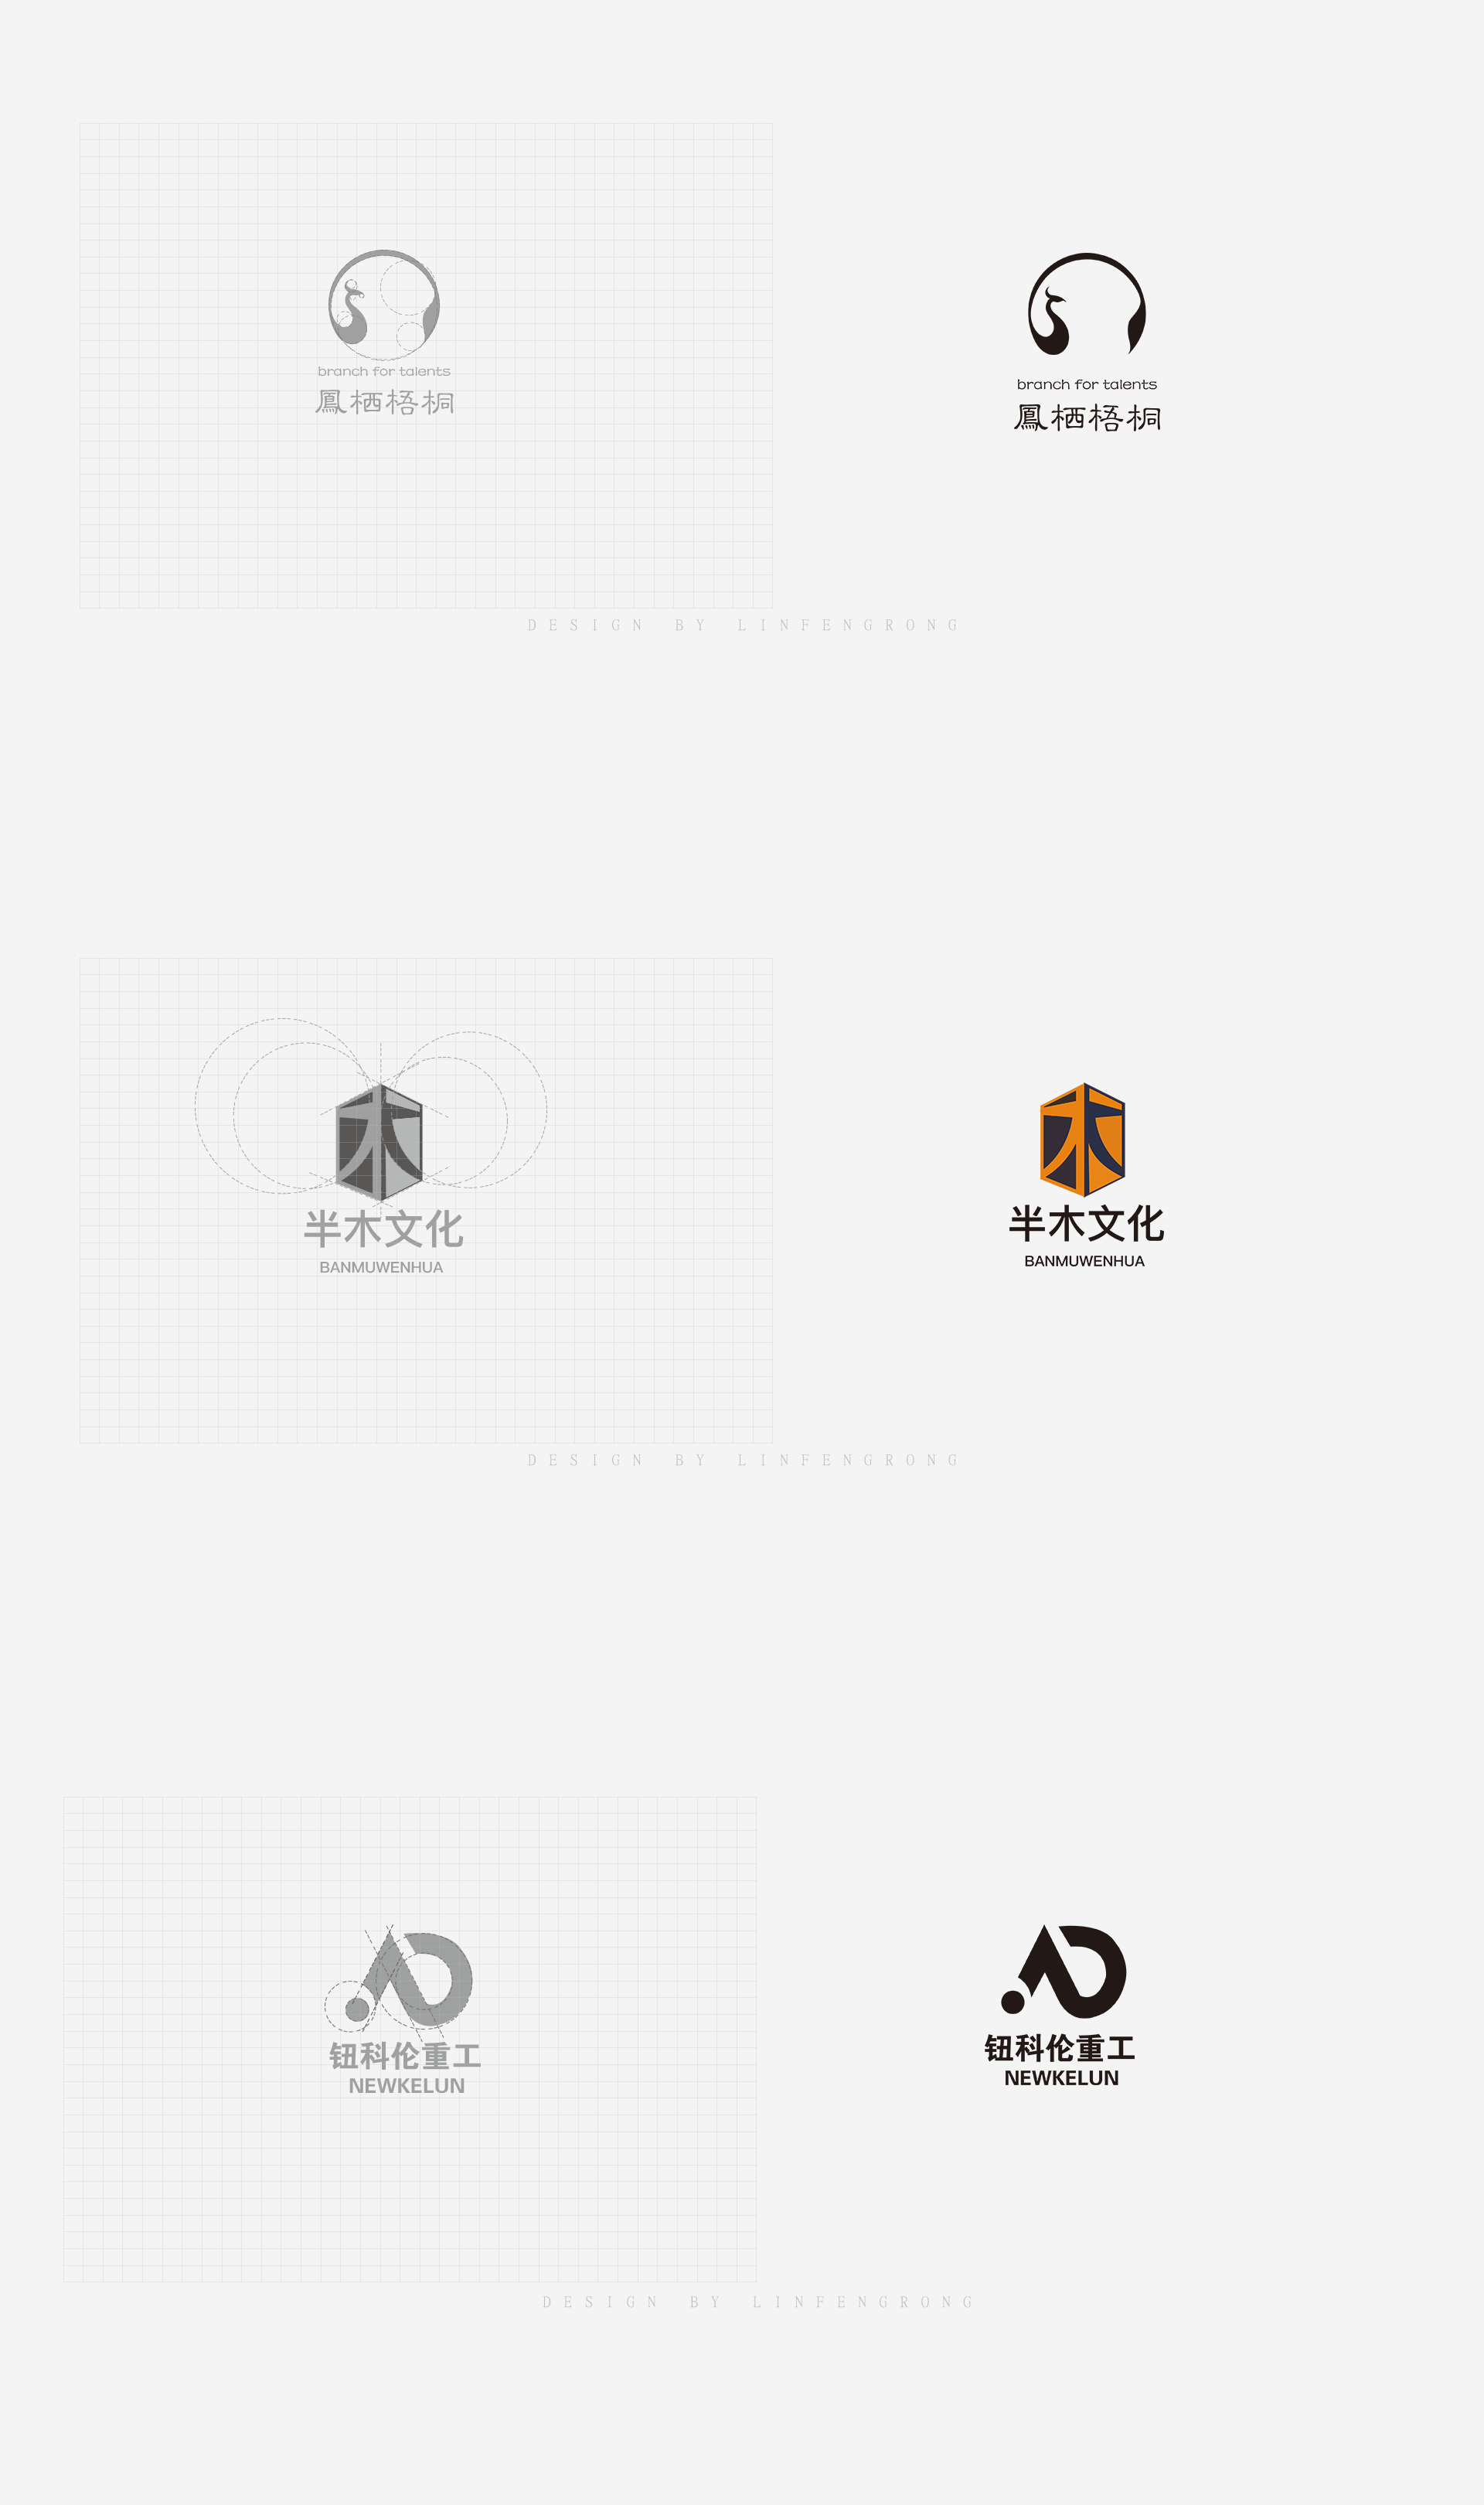 branch for talents
鳳栖梧桐
branch for talents
鳳栖梧桐
DESIGN BY LINFENGRONG
半木文化
BANMUWENHUA
半木文化
BANMUWENHUA
DESIGN BY LINFENGRONG
钮科伦重工
NEWKELUN
钮科伦重工
NEWKELUN
DESIGN BY LINFENGRONG